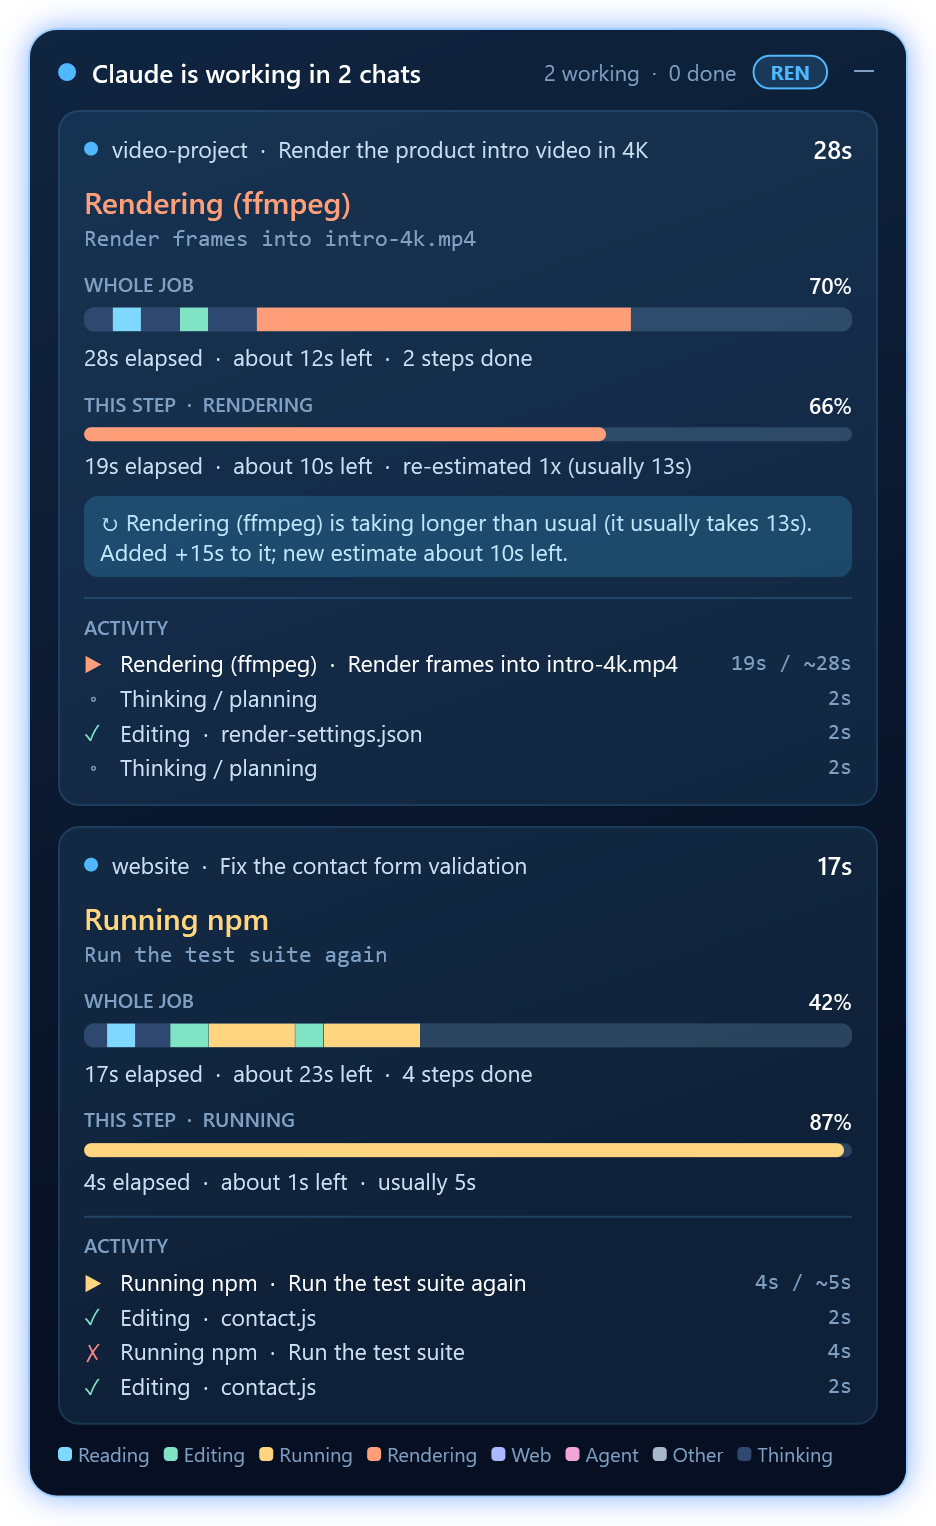 Claude is working in 2 chats
2 working · 0 done
REN
video-project · Render the product intro video in 4K
28s
Rendering (ffmpeg)
Render frames into intro-4k.mp4
WHOLE JOB
70%
28s elapsed · about 12s left · 2 steps done
THIS STEP · RENDERING
66%
19s elapsed · about 10s left · re-estimated 1x (usually 13s)
↻ Rendering (ffmpeg) is taking longer than usual (it usually takes 13s).
Added +15s to it; new estimate about 10s left.
ACTIVITY
▶ Rendering (ffmpeg) · Render frames into intro-4k.mp4 19s / ~28s
◦ Thinking / planning 2s
✓ Editing · render-settings.json 2s
◦ Thinking / planning 2s
website · Fix the contact form validation
17s
Running npm
Run the test suite again
WHOLE JOB
42%
17s elapsed · about 23s left · 4 steps done
THIS STEP · RUNNING
87%
4s elapsed · about 1s left · usually 5s
ACTIVITY
▶ Running npm · Run the test suite again 4s / ~5s
✓ Editing · contact.js 2s
✗ Running npm · Run the test suite 4s
✓ Editing · contact.js 2s
Reading Editing Running Rendering Web Agent Other Thinking